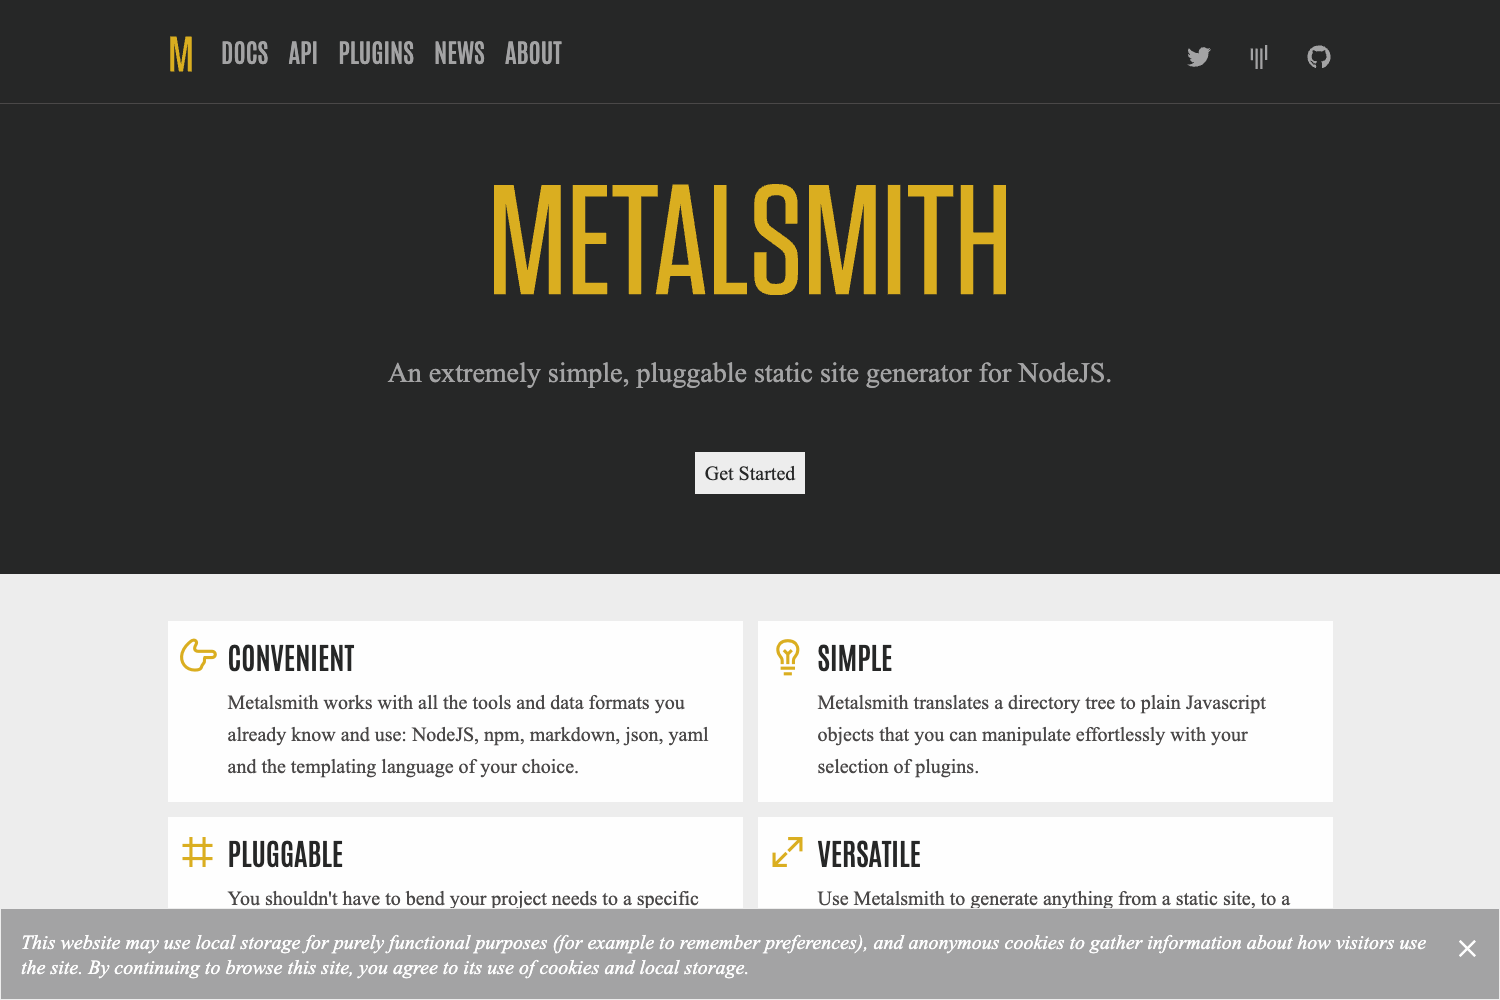 M DOCS API PLUGINS NEWS ABOUT
METALSMITH
An extremely simple, pluggable static site generator for NodeJS.
Get Started
CONVENIENT
Metalsmith works with all the tools and data formats you
already know and use: NodeJS, npm, markdown, json, yaml
and the templating language of your choice.
SIMPLE
Metalsmith translates a directory tree to plain Javascript
objects that you can manipulate effortlessly with your
selection of plugins.
PLUGGABLE
You shouldn't have to bend your project needs to a specific
VERSATILE
Use Metalsmith to generate anything from a static site, to a
This website may use local storage for purely functional purposes (for example to remember preferences), and anonymous cookies to gather information about how visitors use
the site. By continuing to browse this site, you agree to its use of cookies and local storage.